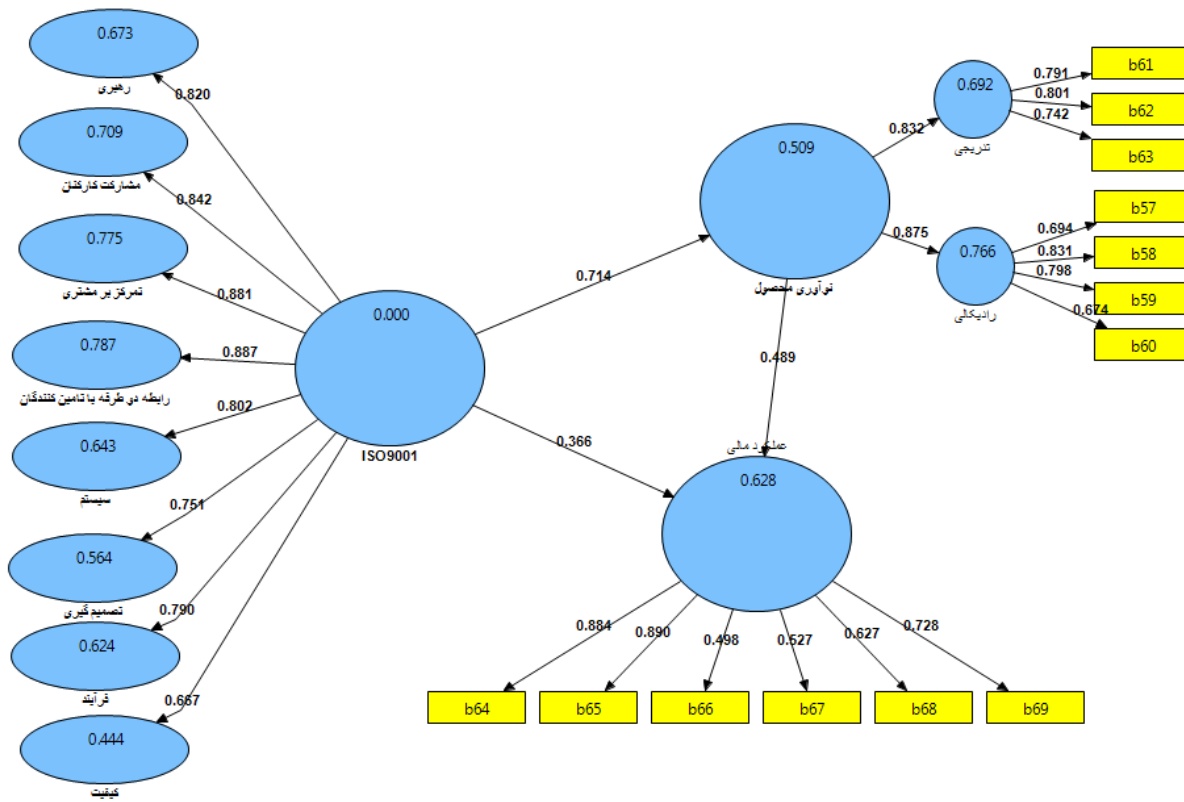 0.673
رهبری
0.820
0.709
مشارکت کارکنان
0.842
0.775
تمرکز بر مشتری
0.881
0.787
رابطه دو طرفه با تامین کنندگان
0.887
0.643
سیستم
0.802
0.564
تصمیم گیری
0.751
0.624
فرآیند
0.790
0.444
کیفیت
0.667
0.000
ISO9001
0.714
0.366
0.509
نوآوری محصول
0.489
0.832
0.875
0.692
تدریجی
0.791
0.801
0.742
b61
b62
b63
0.766
رادیکالی
0.694
0.831
0.798
0.674
b57
b58
b59
b60
عملکرد مالی
0.628
0.884
0.890
0.498
0.527
0.627
0.728
b64
b65
b66
b67
b68
b69